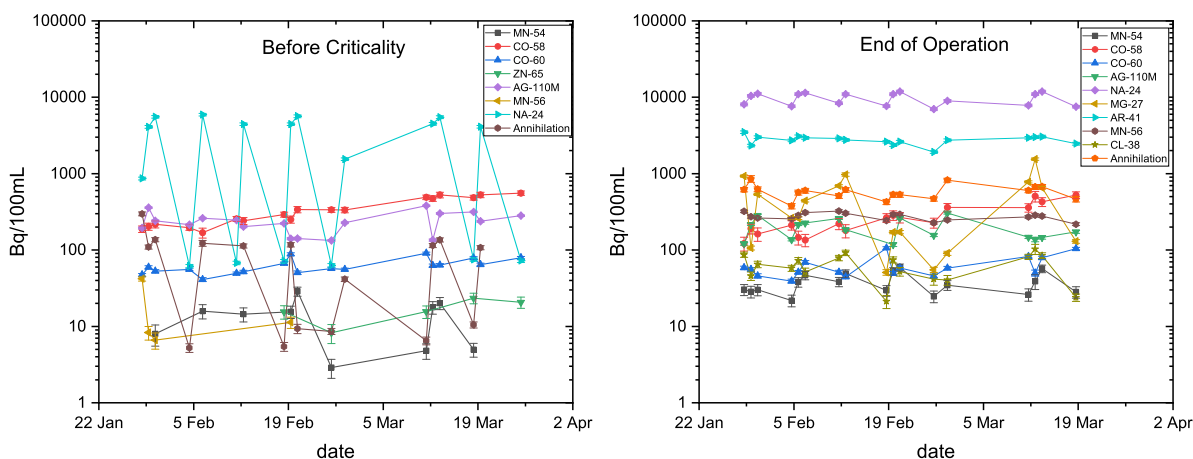 Before Criticality
MN-54
CO-58
CO-60
ZN-65
AG-110M
MN-56
NA-24
Annihilation
100000
10000
1000
100
10
1
Bq/100mL
22 Jan
5 Feb
19 Feb
5 Mar
19 Mar
2 Apr
date
End of Operation
MN-54
CO-58
CO-60
AG-110M
NA-24
MG-27
AR-41
MN-56
CL-38
Annihilation
100000
10000
1000
100
10
1
Bq/100mL
22 Jan
5 Feb
19 Feb
5 Mar
19 Mar
2 Apr
date